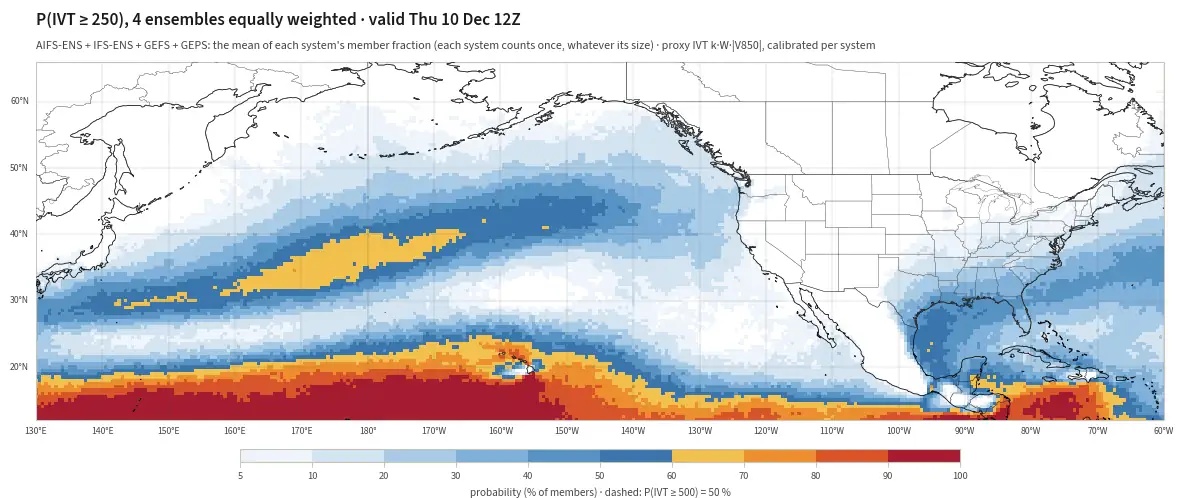 P(IVT ≥ 250), 4 ensembles equally weighted · valid Thu 10 Dec 12Z
AIFS-ENS + IFS-ENS + GEFS + GEPS: the mean of each system's member fraction (each system counts once, whatever its size) · proxy IVT k·W·|V850|, calibrated per system
60°N
50°N
40°N
30°N
20°N
130°E 140°E 150°E 160°E 170°E 180° 170°W 160°W 150°W 140°W 130°W 120°W 110°W 100°W 90°W 80°W 70°W 60°W
5 10 20 30 40 50 60 70 80 90 100
probability (% of members) · dashed: P(IVT ≥ 500) = 50 %